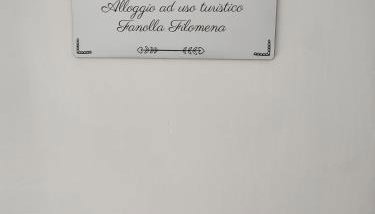 Alloggio ad uso turistico
Fanolla Filomena